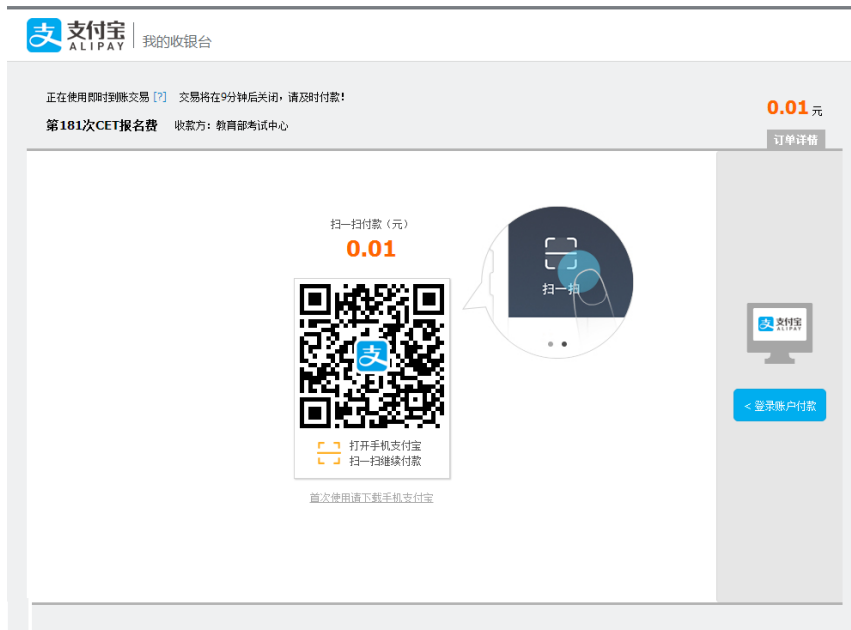 支付宝
ALIPAY
我的收银台
正在使用即时到账交易 [?] 交易将在9分钟后关闭，请及时付款！
0.01 元
第181次CET报名费 收款方：教育部考试中心
订单详情
扫一扫付款（元）
0.01
扫一扫
支
支付宝
ALIPAY
< 登录账户付款
打开手机支付宝
扫一扫继续付款
首次使用请下载手机支付宝